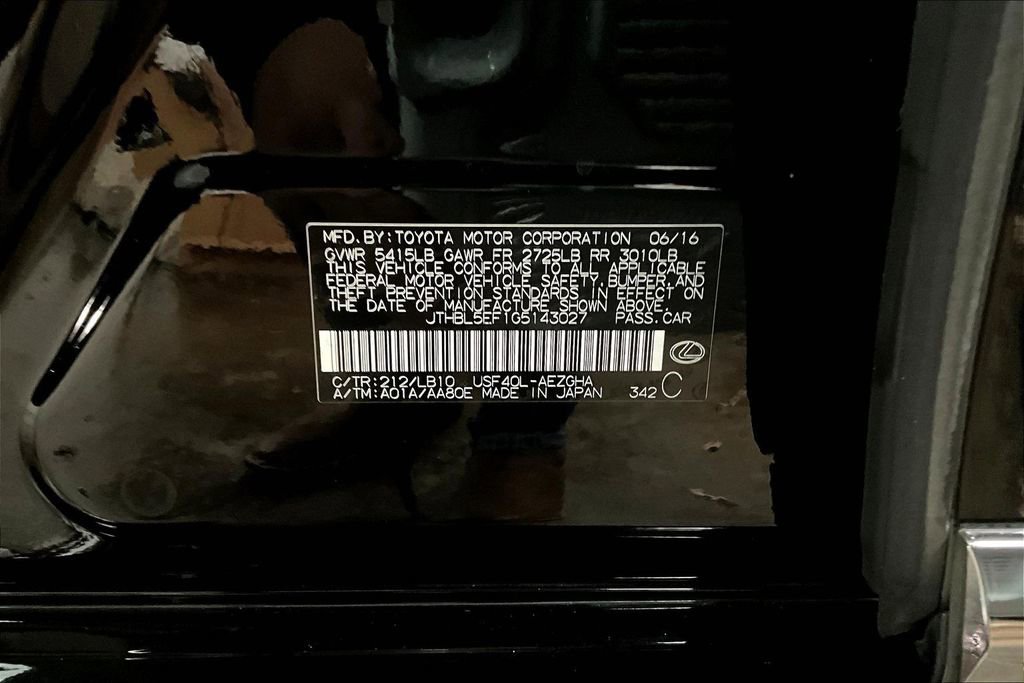 MFD. BY: TOYOTA MOTOR CORPORATION 06/16
GVWR 5415LB GAWR FR 2725LB RR 3010LB
THIS VEHICLE CONFORMS TO ALL APPLICABLE
FEDERAL MOTOR VEHICLE SAFETY, BUMPER, AND
THEFT PREVENTION STANDARDS IN EFFECT ON
THE DATE OF MANUFACTURE SHOWN ABOVE.
JTHBL5EF1G5143027 PASS. CAR
C/TR: 212/LB10 USF40L-AEZGHA
A/TM: A01A/AA80E MADE IN JAPAN 342 C